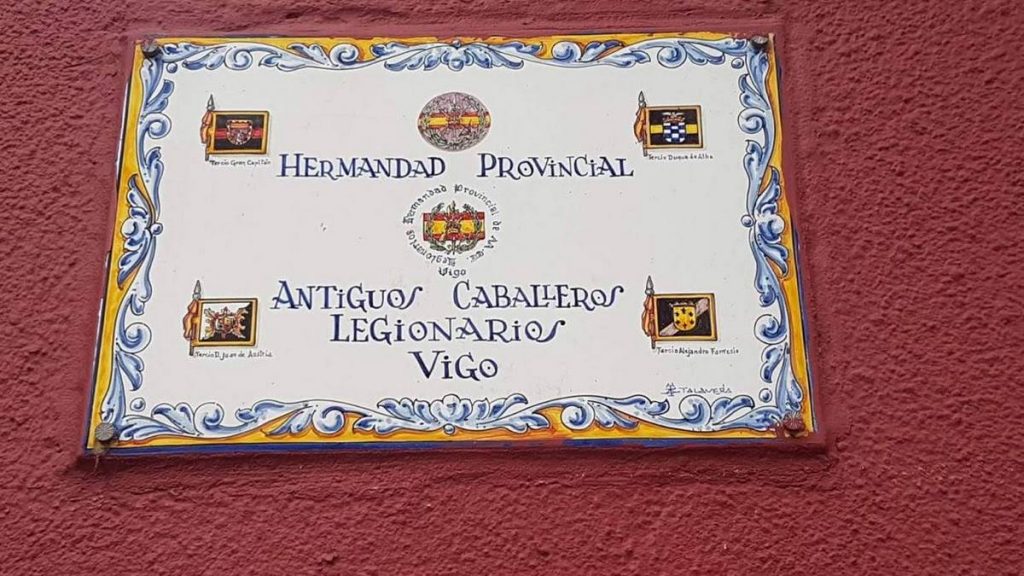 Tercio Gran Capitán
Tercio Duque de Alba
HERMANDAD PROVINCIAL
Hermandad Provincial de AA. CC. Legionarios
Vigo
ANTIGUOS CABALLEROS
LEGIONARIOS
VIGO
Tercio D. Juan de Austria
Tercio Alejandro Farnesio
TALAVERA